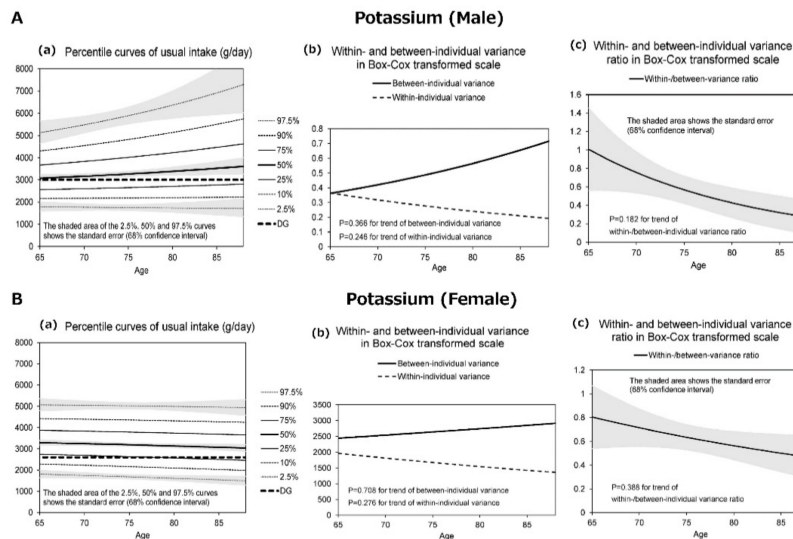 A
Potassium (Male)
(a)
Percentile curves of usual intake (g/day)
8000
7000
6000
5000
4000
3000
2000
1000
0
97.5%
90%
75%
50%
25%
10%
2.5%
DG
The shaded area of the 2.5%, 50% and 97.5% curves
shows the standard error (68% confidence interval)
65 70 75 80 85
Age
(b)
Within- and between-individual variance
in Box-Cox transformed scale
Between-individual variance
Within-individual variance
0.8
0.7
0.6
0.5
0.4
0.3
0.2
0.1
0
P=0.366 for trend of between-individual variance
P=0.246 for trend of within-individual variance
65 70 75 80 85
Age
(c)
Within- and between-individual variance
ratio in Box-Cox transformed scale
Within-/between-variance ratio
1.6
1.4
1.2
1
0.8
0.6
0.4
0.2
0
The shaded area shows the standard error
(68% confidence interval)
P=0.182 for trend of
within-/between-individual variance ratio
65 70 75 80 85
Age
B
Potassium (Female)
(a)
Percentile curves of usual intake (g/day)
8000
7000
6000
5000
4000
3000
2000
1000
0
97.5%
90%
75%
50%
25%
10%
2.5%
DG
The shaded area of the 2.5%, 50% and 97.5% curves
shows the standard error (68% confidence interval)
65 70 75 80 85
Age
(b)
Within- and between-individual variance
in Box-Cox transformed scale
Between-individual variance
Within-individual variance
3500
3000
2500
2000
1500
1000
500
0
P=0.708 for trend of between-individual variance
P=0.276 for trend of within-individual variance
65 70 75 80 85
Age
(c)
Within- and between-individual variance
ratio in Box-Cox transformed scale
Within-/between-variance ratio
1.2
1
0.8
0.6
0.4
0.2
0
The shaded area shows the standard error
(68% confidence interval)
P=0.388 for trend of
within-/between-individual variance ratio
65 70 75 80 85
Age